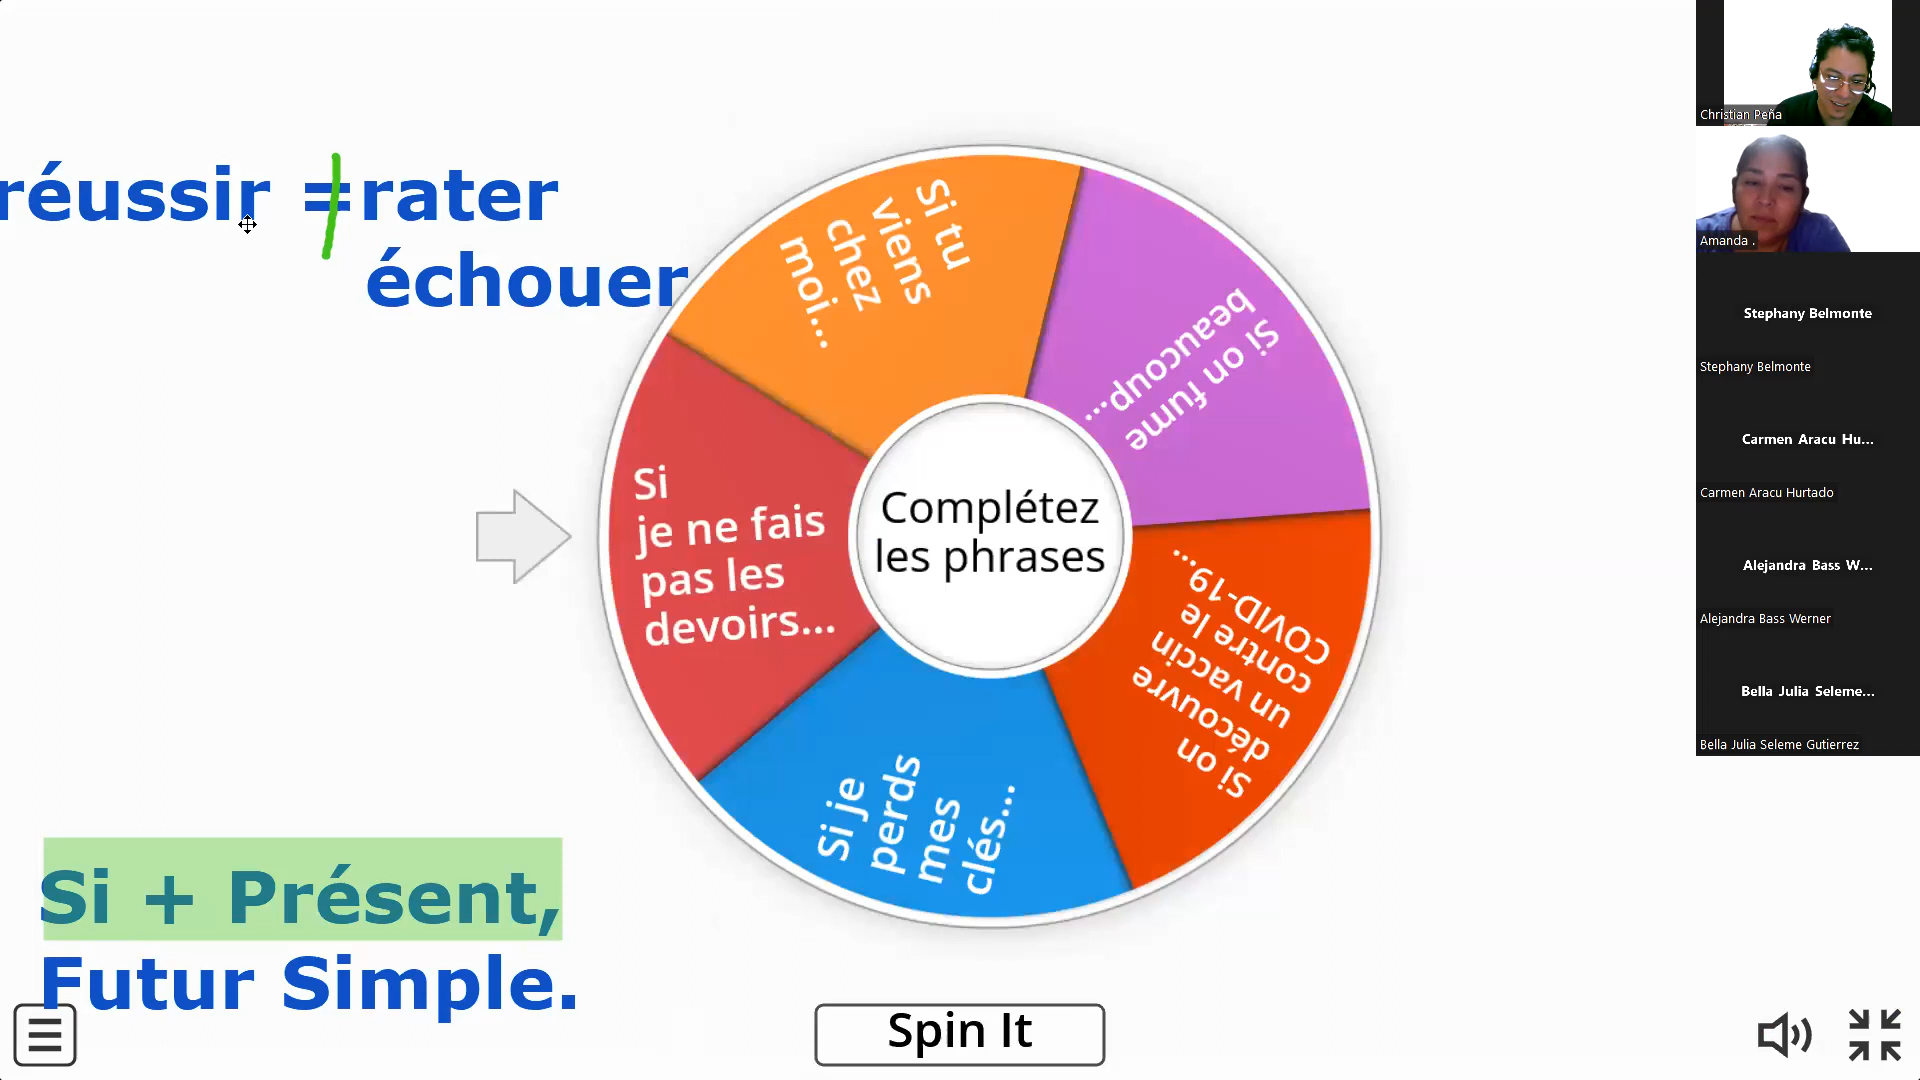 réussir =rater
échouer
Si tu
viens
chez
moi...
Si on fume
beaucoup...
Si
je ne fais
pas les
devoirs...
Complétez
les phrases
Si on
découvre
un vaccin
contre le
COVID-19...
Si je
perds
mes
clés...
Si + Présent,
Futur Simple.
Spin It
Christian Peña
Amanda .
Stephany Belmonte
Stephany Belmonte
Carmen Aracu Hu...
Carmen Aracu Hurtado
Alejandra Bass W...
Alejandra Bass Werner
Bella Julia Seleme...
Bella Julia Seleme Gutierrez